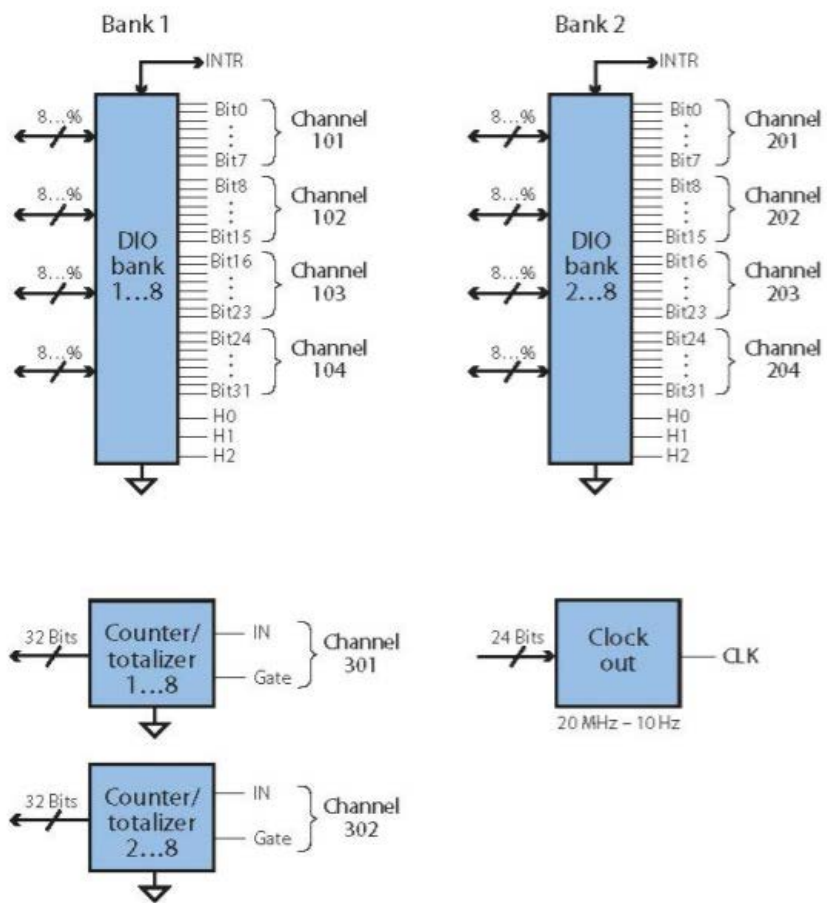 Bank 1
INTR
8...%
8...%
8...%
8...%
DIO
bank
1...8
Bit0
Bit7
Channel
101
Bit8
Bit15
Channel
102
Bit16
Bit23
Channel
103
Bit24
Bit31
Channel
104
H0
H1
H2
Bank 2
INTR
8...%
8...%
8...%
8...%
DIO
bank
2...8
Bit0
Bit7
Channel
201
Bit8
Bit15
Channel
202
Bit16
Bit23
Channel
203
Bit24
Bit31
Channel
204
H0
H1
H2
32 Bits
Counter/
totalizer
1...8
IN
Gate
Channel
301
24 Bits
Clock
out
CLK
20 MHz – 10 Hz
32 Bits
Counter/
totalizer
2...8
IN
Gate
Channel
302